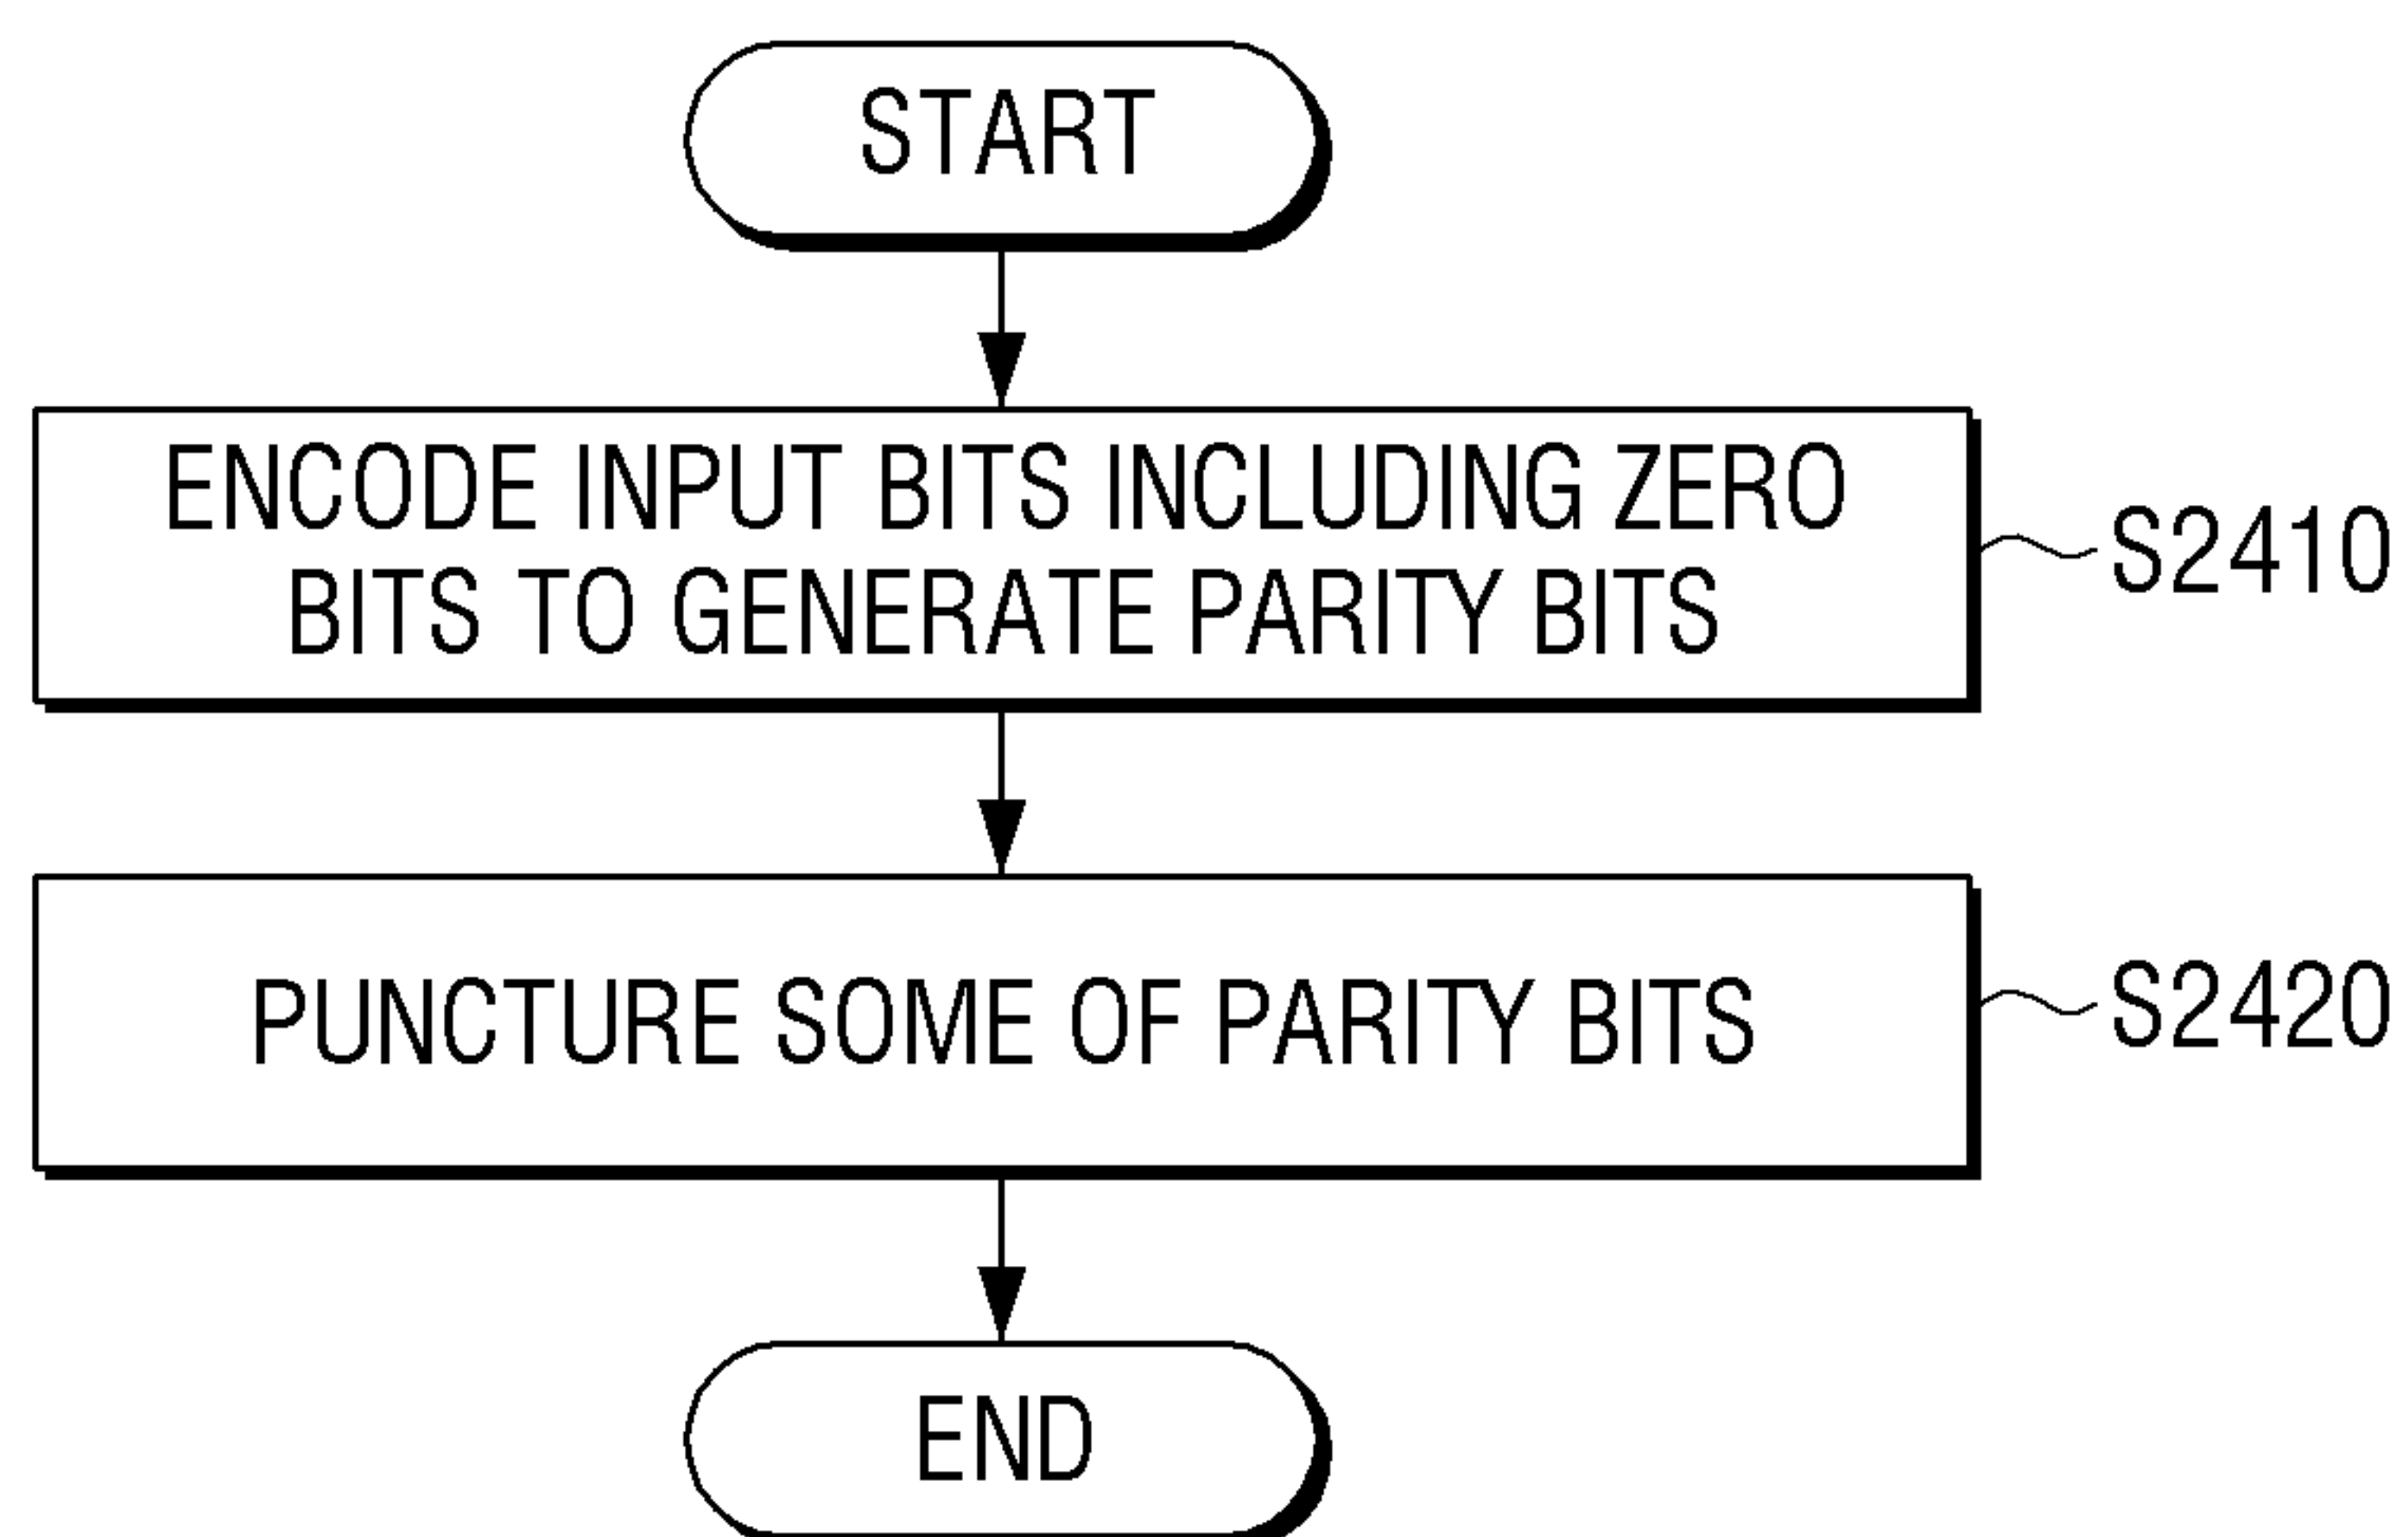 START
ENCODE INPUT BITS INCLUDING ZERO
BITS TO GENERATE PARITY BITS
S2410
PUNCTURE SOME OF PARITY BITS
S2420
END